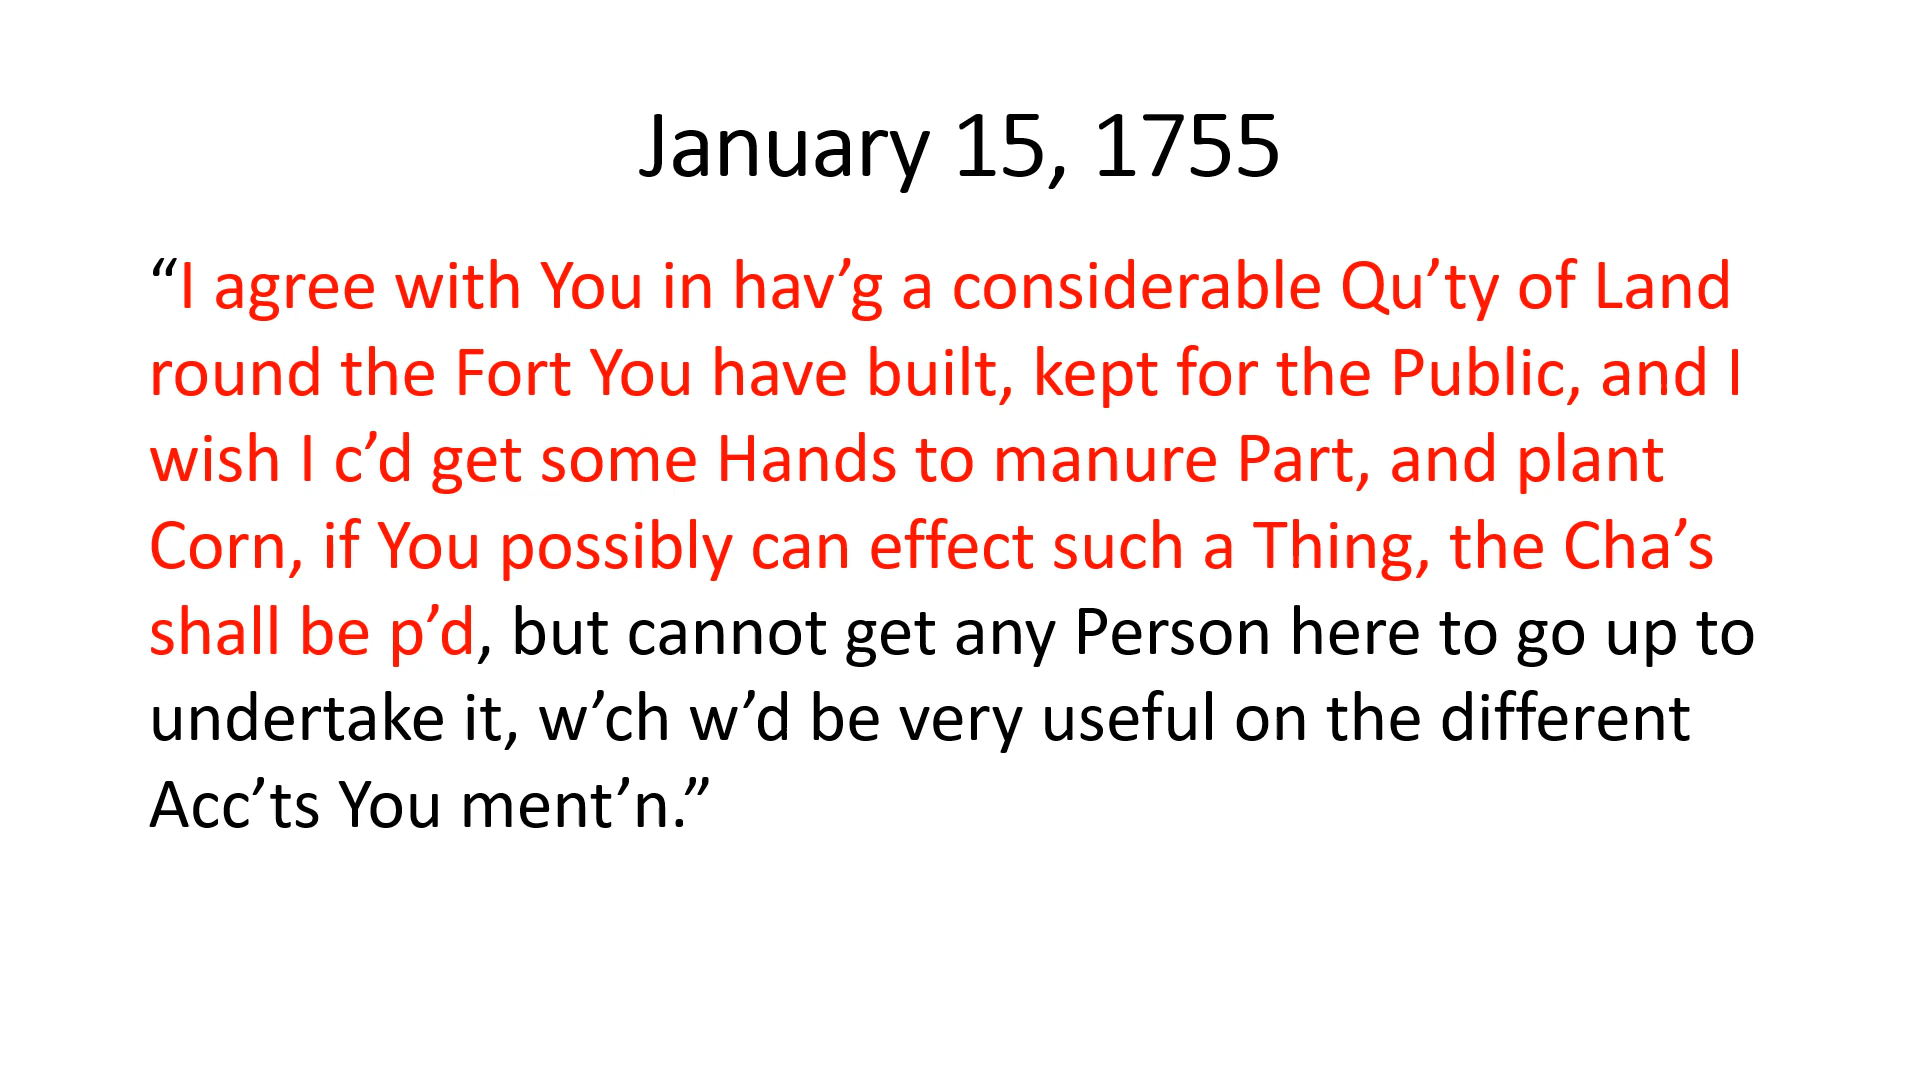 January 15, 1755
“I agree with You in hav’g a considerable Qu’ty of Land
round the Fort You have built, kept for the Public, and I
wish I c’d get some Hands to manure Part, and plant
Corn, if You possibly can effect such a Thing, the Cha’s
shall be p’d, but cannot get any Person here to go up to
undertake it, w’ch w’d be very useful on the different
Acc’ts You ment’n.”